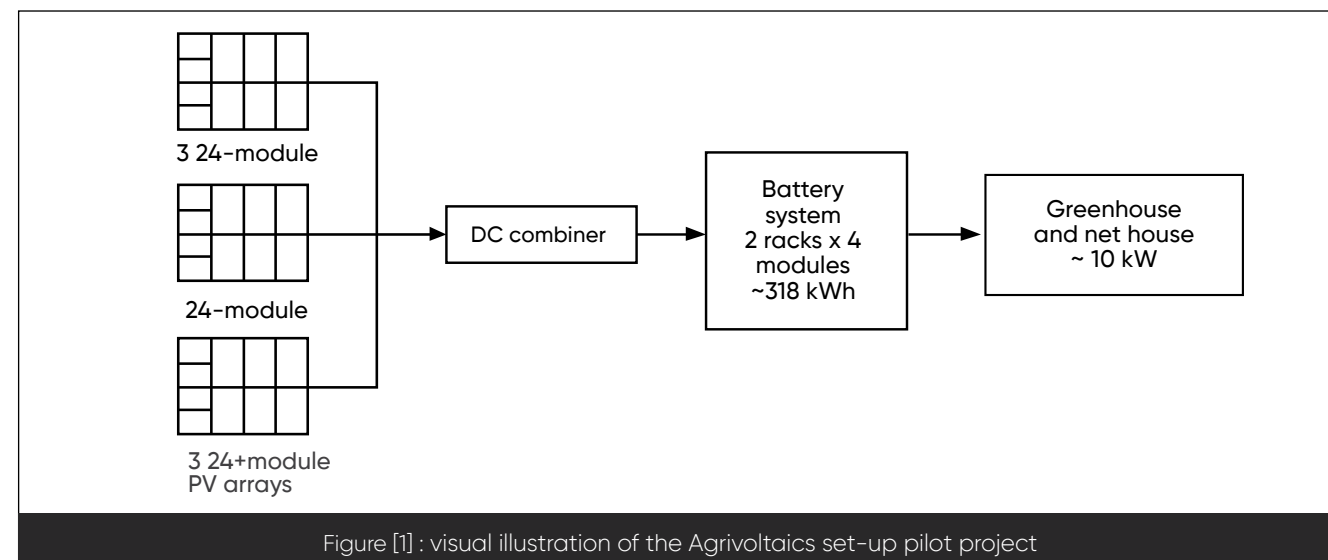 3 24-module
24-module
3 24+module
PV arrays
DC combiner
Battery
system
2 racks x 4
modules
~318 kWh
Greenhouse
and net house
~ 10 kW
Figure [1] : visual illustration of the Agrivoltaics set-up pilot project